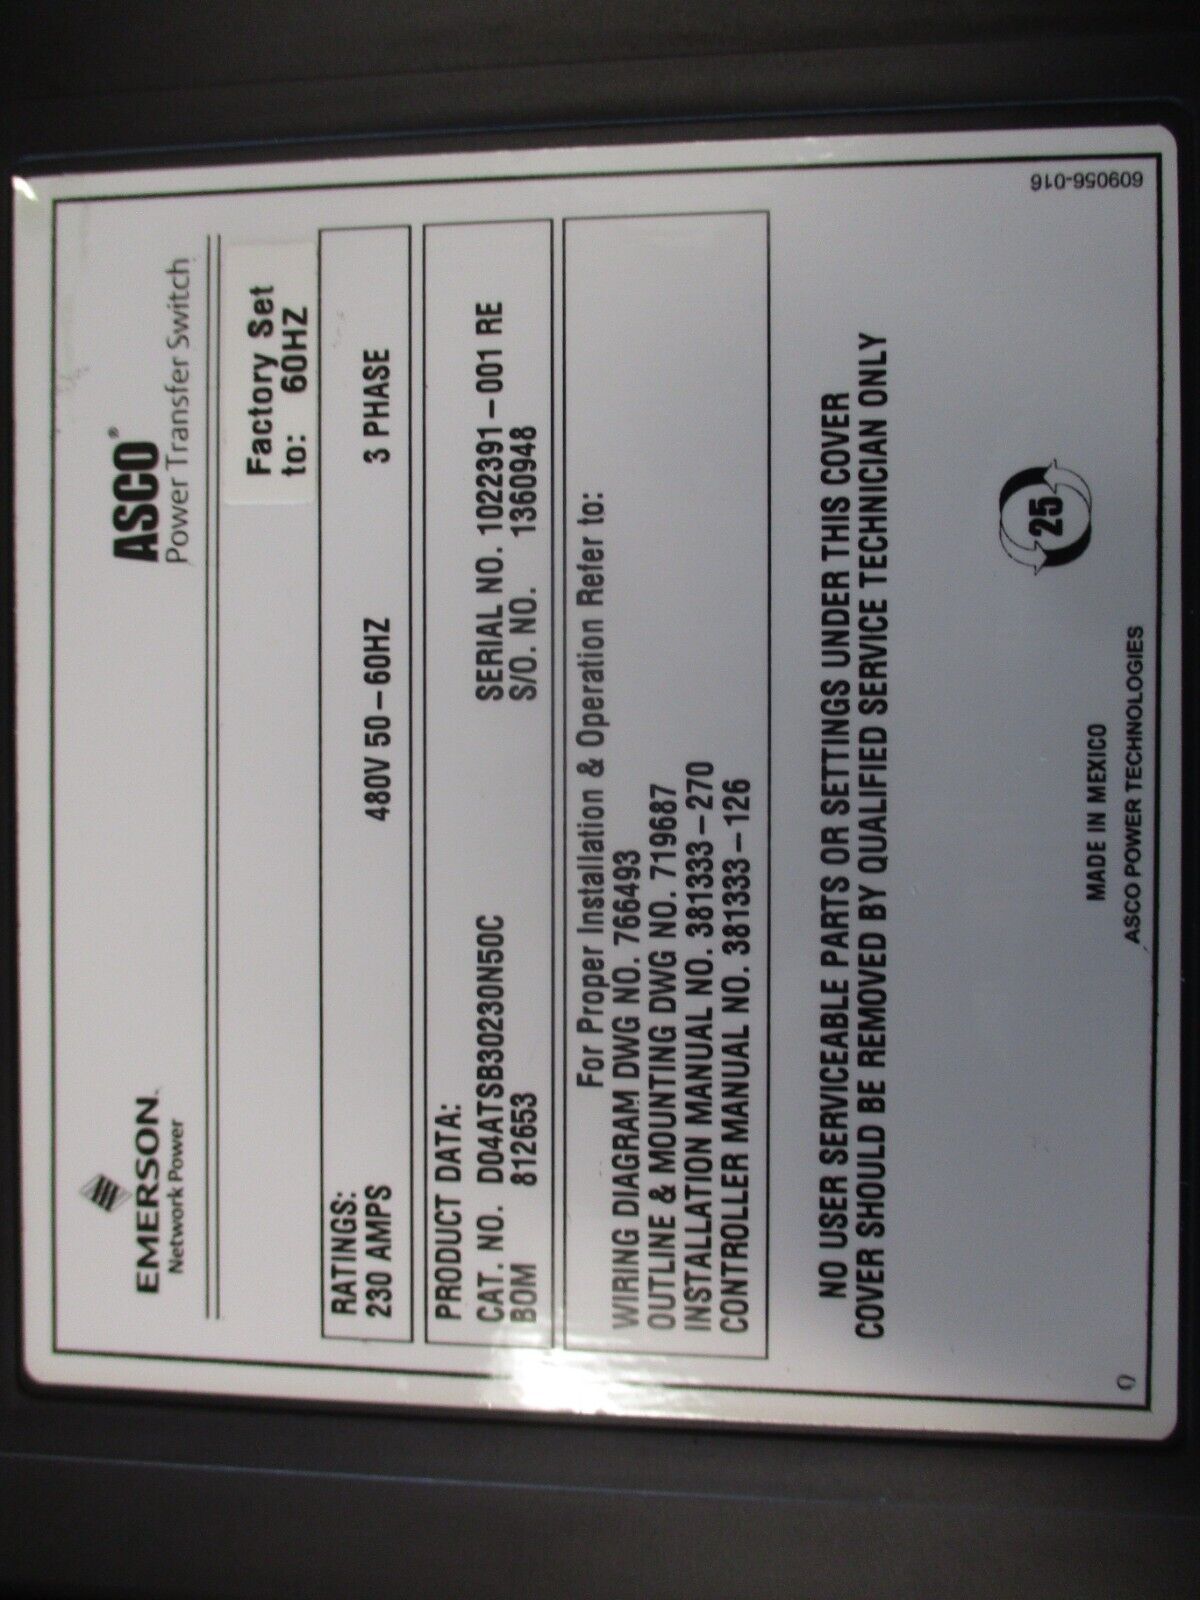 EMERSON.
Network Power
ASCO®
Power Transfer Switch
Factory Set
to: 60HZ
RATINGS:
230 AMPS 480V 50-60HZ 3 PHASE
PRODUCT DATA:
CAT. NO. D04ATSB30230N50C SERIAL NO. 1022391-001 RE
BOM 812653 S/O. NO. 1360948
For Proper Installation & Operation Refer to:
WIRING DIAGRAM DWG NO. 766493
OUTLINE & MOUNTING DWG NO. 719687
INSTALLATION MANUAL NO. 381333-270
CONTROLLER MANUAL NO. 381333-126
NO USER SERVICEABLE PARTS OR SETTINGS UNDER THIS COVER
COVER SHOULD BE REMOVED BY QUALIFIED SERVICE TECHNICIAN ONLY
25
MADE IN MEXICO
ASCO POWER TECHNOLOGIES
609056-016